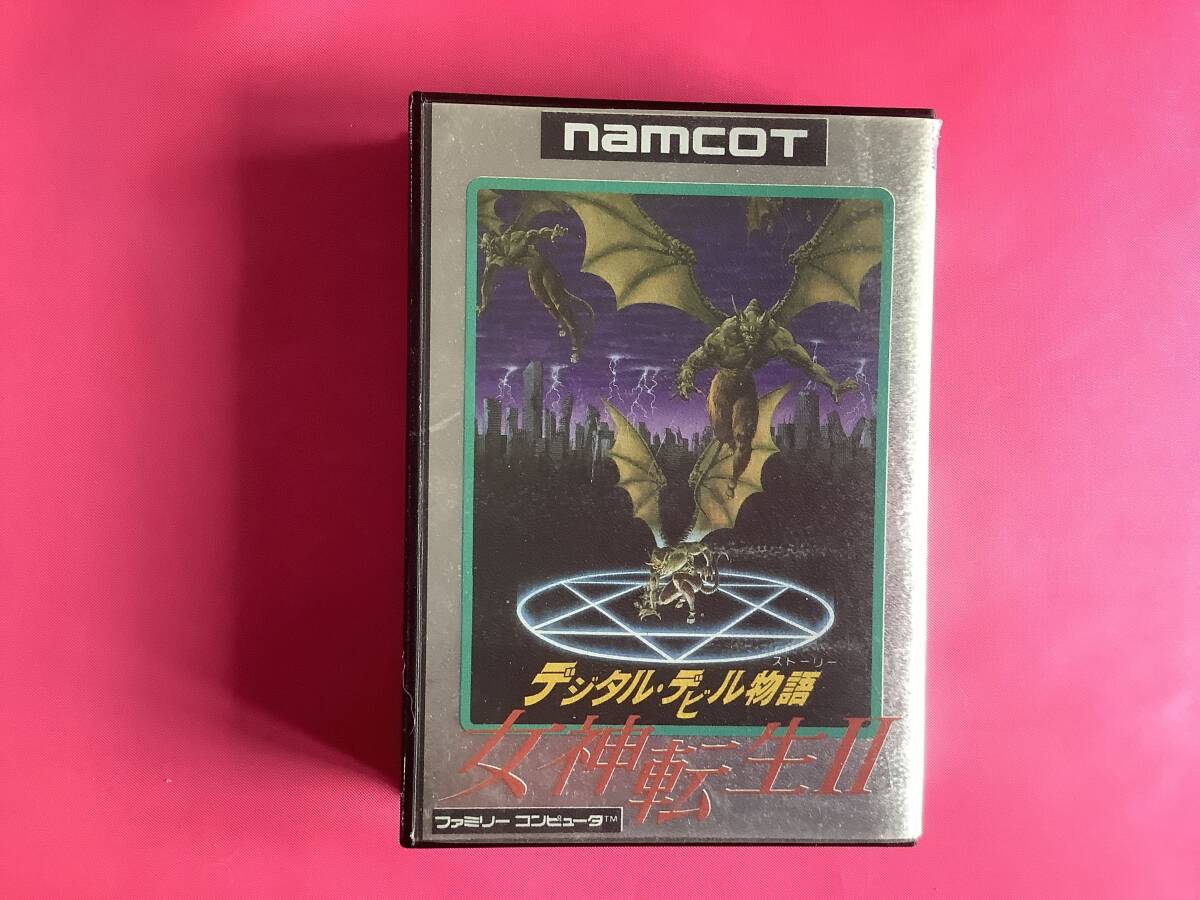 namcoT
ストーリー
デジタル・デビル物語
女神転生II
ファミリー コンピュータ™